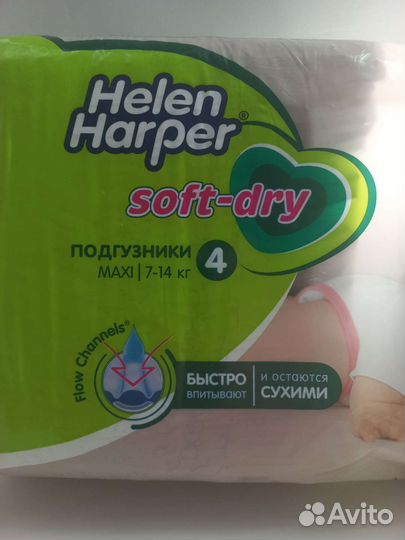 Helen
Harper®
soft-dry
ПОДГУЗНИКИ 4
MAXI | 7-14 кг
Flow Channels®
БЫСТРО
ВПИТЫВАЮТ
и остаются
СУХИМИ
Avito